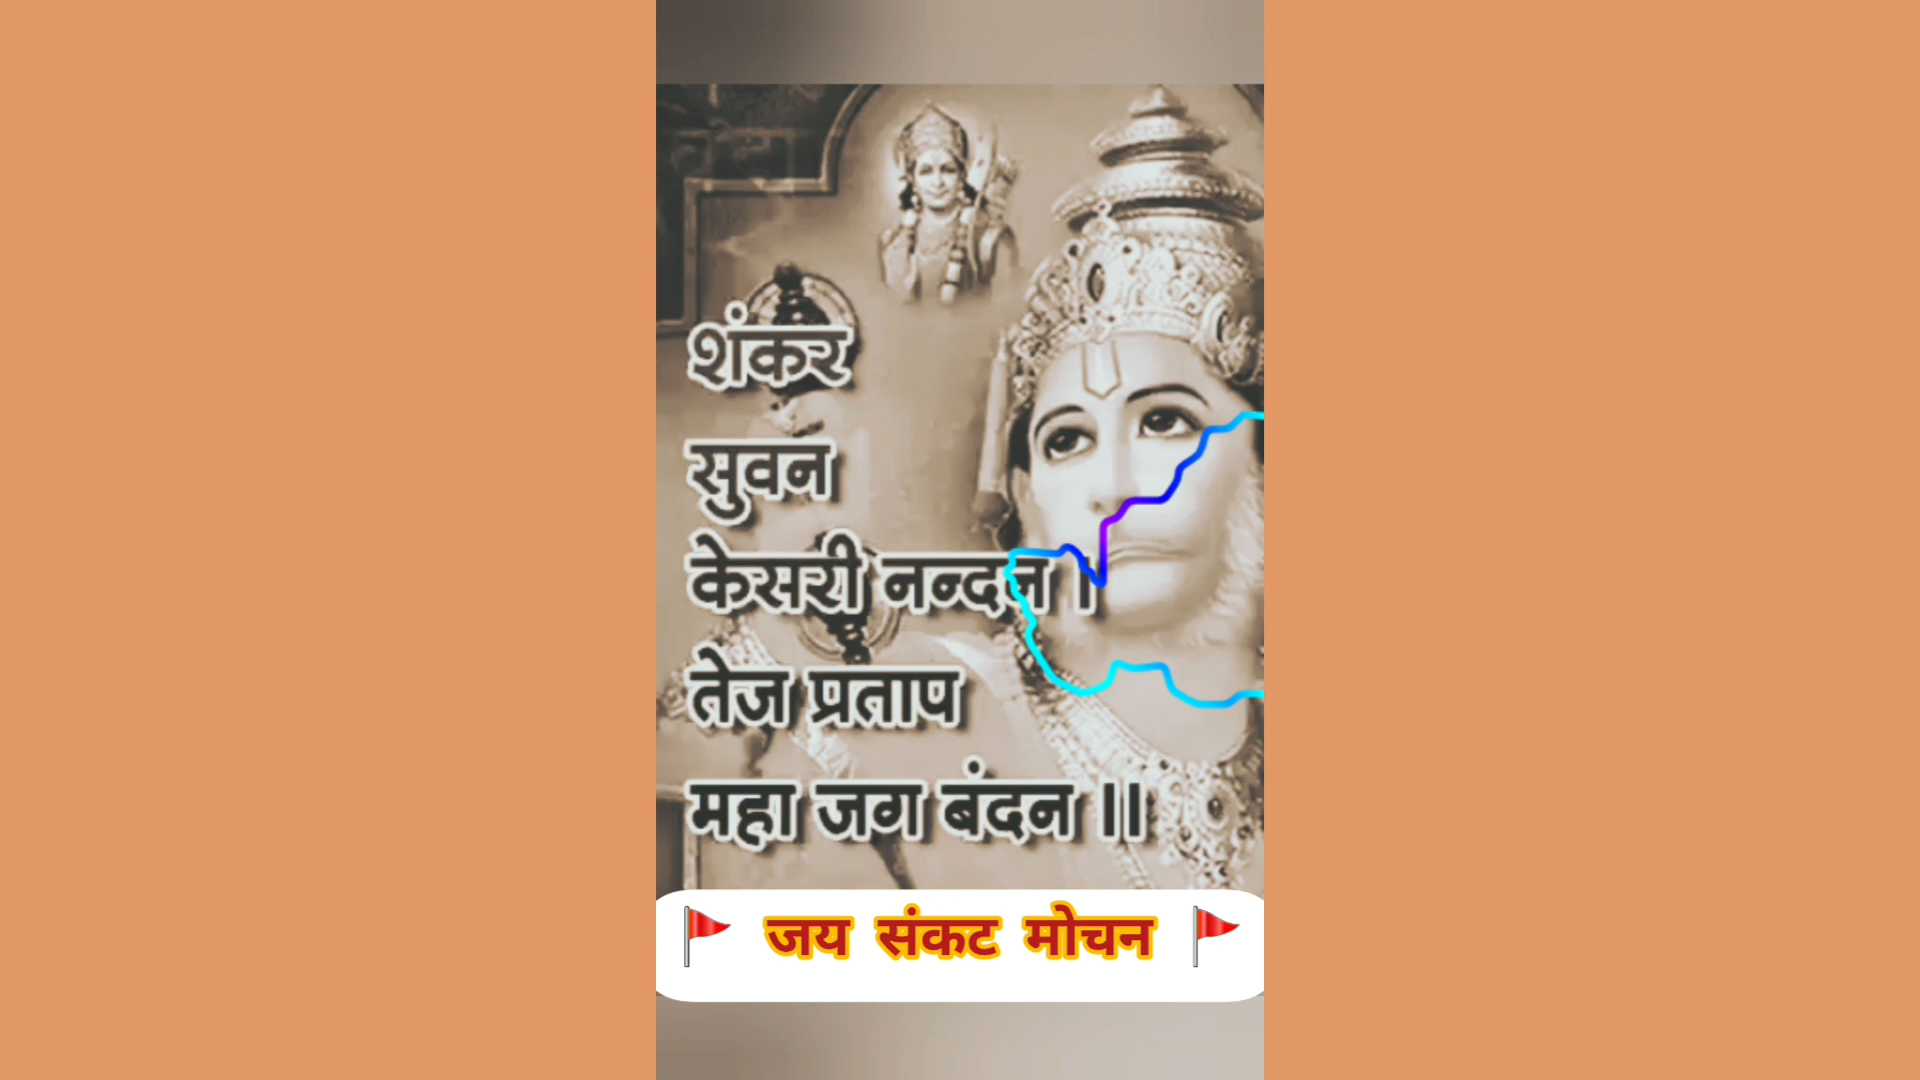 शंकर
सुवन
केसरी नन्दन ।
तेज प्रताप
महा जग बंदन ॥
जय संकट मोचन